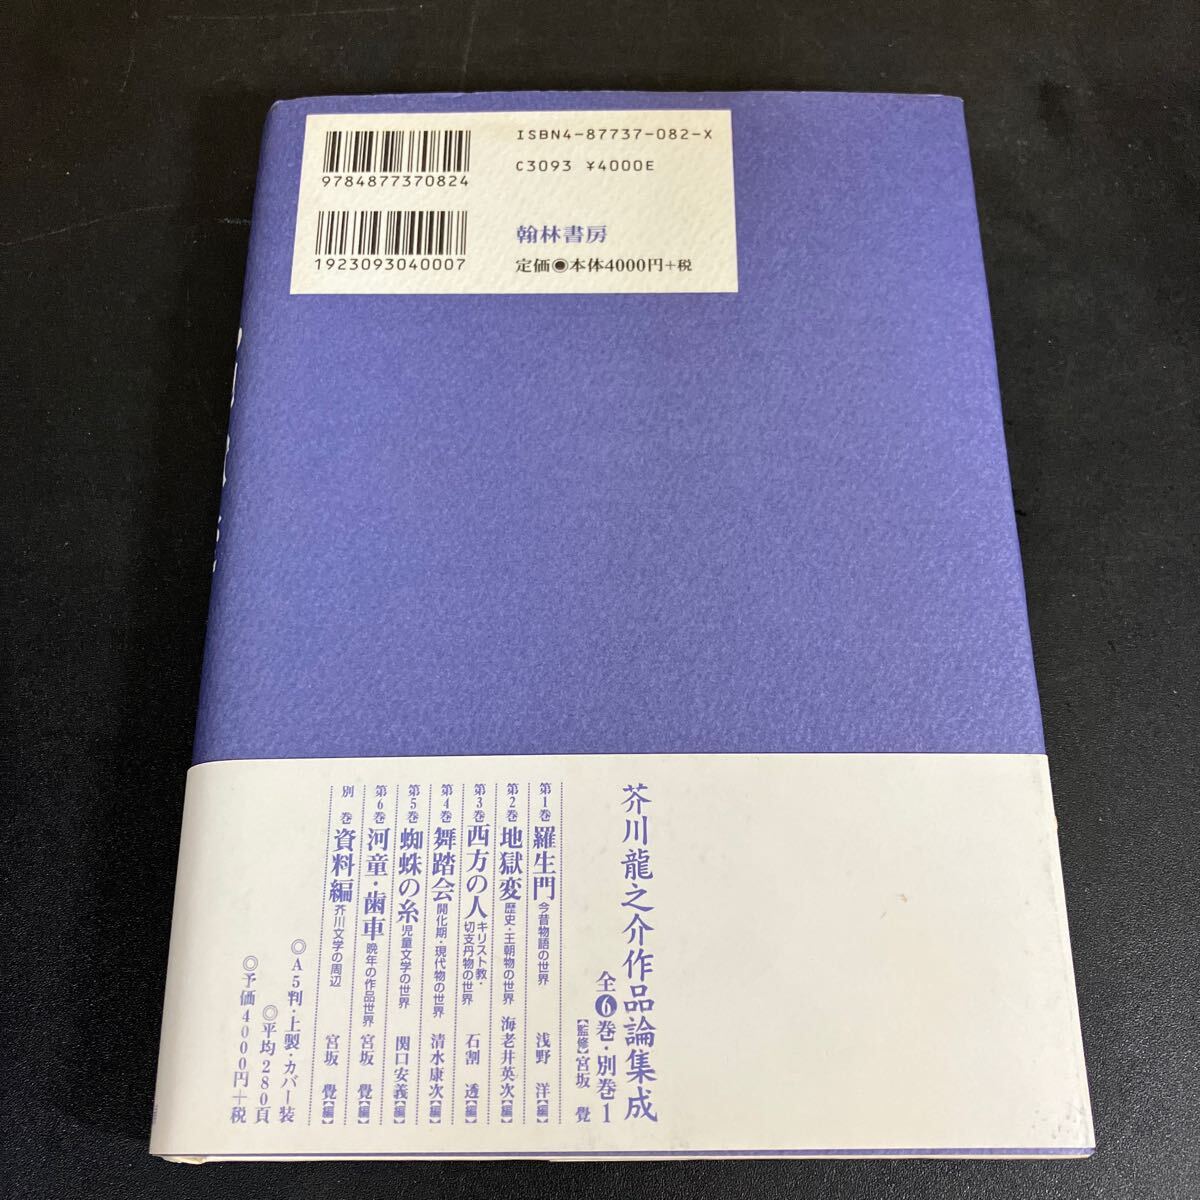 ISBN4-87737-082-X
C3093 ¥4000E
9784877370824
1923093040007
翰林書房
定価◉本体4000円+税
芥川龍之介作品論集成
全❻巻・別巻1
【監修】宮坂 覺
第1巻 羅生門 今昔物語の世界 浅野 洋【編】
第2巻 地獄変 歴史・王朝物の世界 海老井英次【編】
第3巻 西方の人 キリスト教・切支丹物の世界 石割 透【編】
第4巻 舞踏会 開化期・現代物の世界 清水康次【編】
第5巻 蜘蛛の糸 児童文学の世界 関口安義【編】
第6巻 河童・歯車 晩年の作品世界 宮坂 覺【編】
別巻 資料編 芥川文学の周辺 宮坂 覺【編】
◎A5判・上製・カバー装
◎平均280頁
◎予価4000円+税